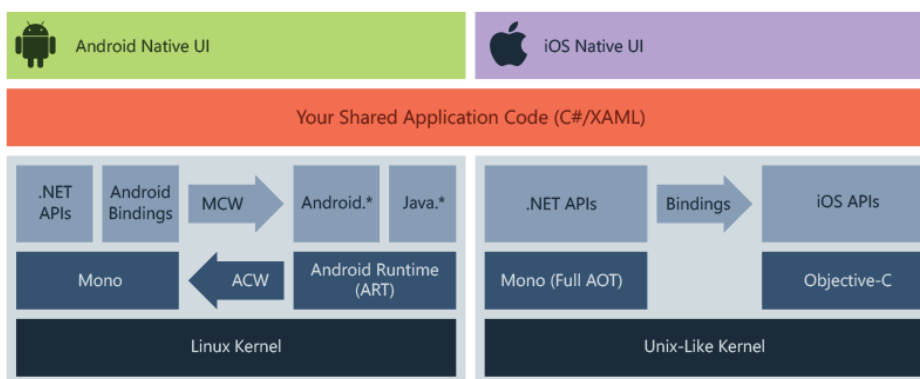 Android Native UI
iOS Native UI
Your Shared Application Code (C#/XAML)
.NET
APIs
Android
Bindings
MCW
Android.*
Java.*
Mono
ACW
Android Runtime
(ART)
Linux Kernel
.NET APIs
Bindings
iOS APIs
Mono (Full AOT)
Objective-C
Unix-Like Kernel